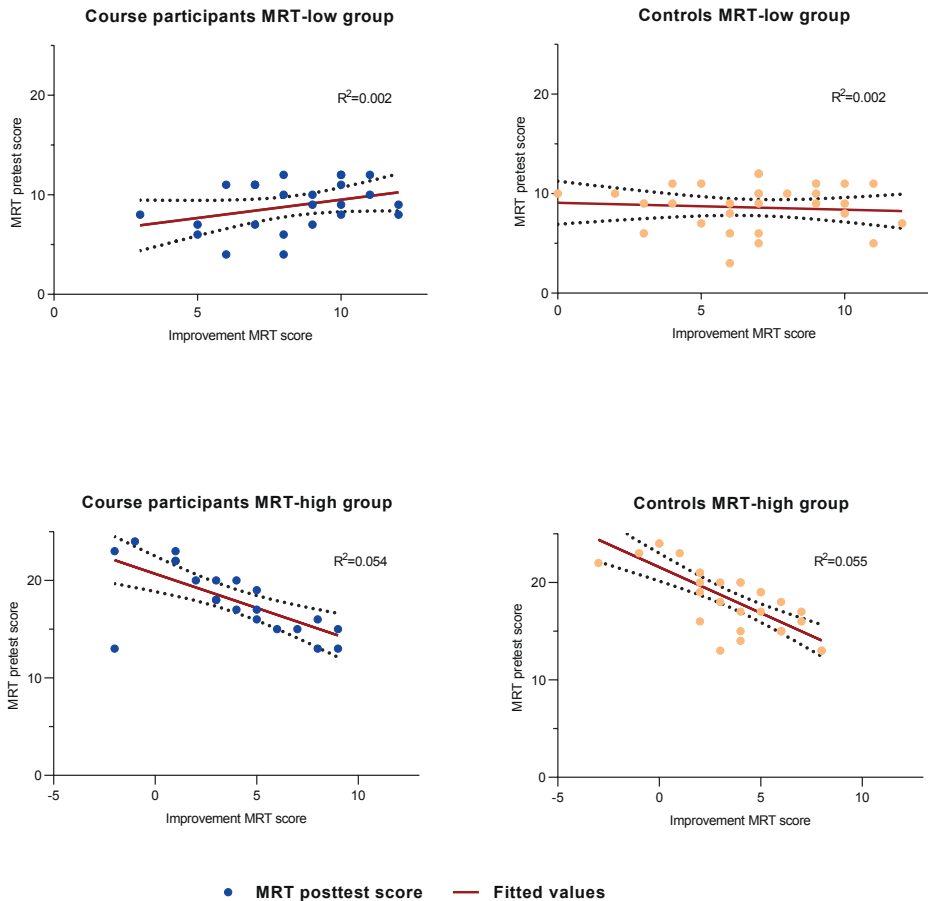 Course participants MRT-low group
MRT pretest score
20
10
0
R²=0.002
0
5
10
Improvement MRT score
Controls MRT-low group
MRT pretest score
20
10
0
R²=0.002
0
5
10
Improvement MRT score
Course participants MRT-high group
MRT pretest score
20
10
0
R²=0.054
-5
0
5
10
Improvement MRT score
Controls MRT-high group
MRT pretest score
20
10
0
R²=0.055
-5
0
5
10
Improvement MRT score
MRT posttest score
Fitted values